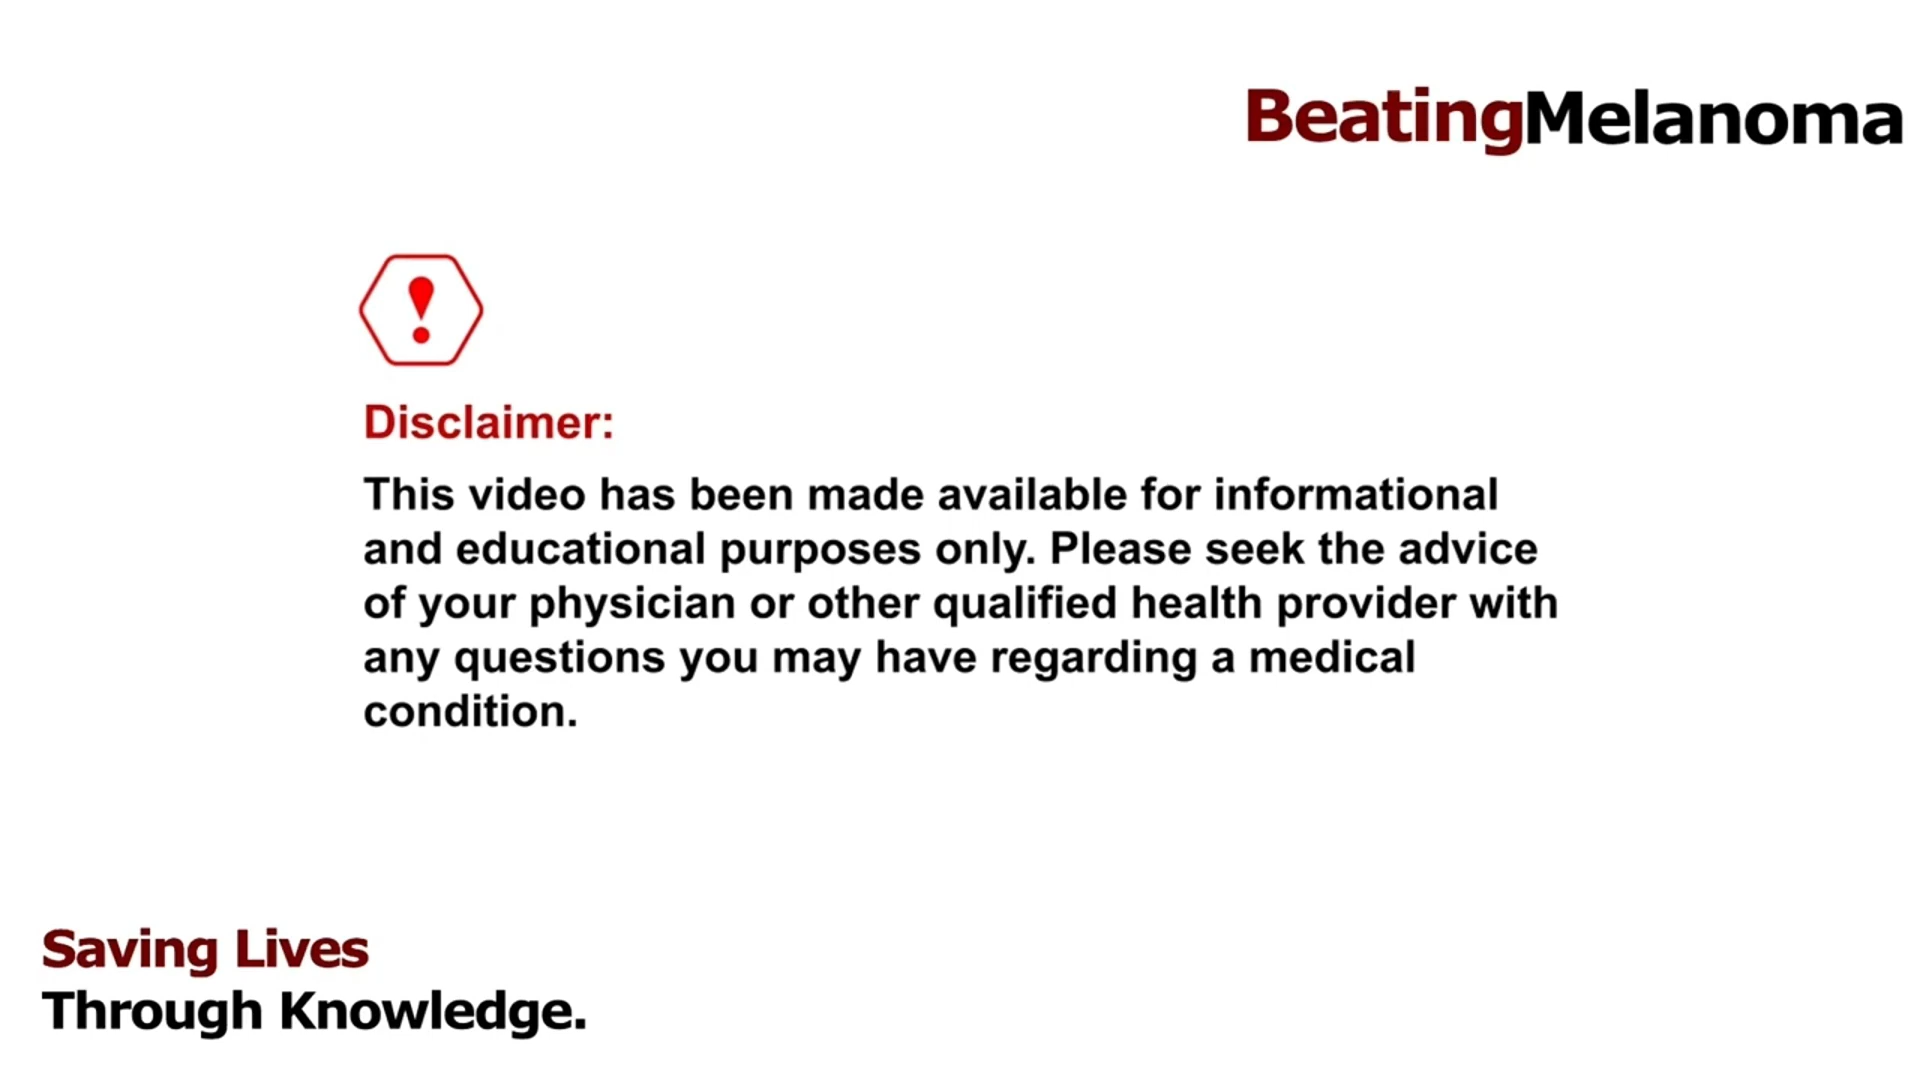 BeatingMelanoma
Disclaimer:
This video has been made available for informational
and educational purposes only. Please seek the advice
of your physician or other qualified health provider with
any questions you may have regarding a medical
condition.
Saving Lives
Through Knowledge.